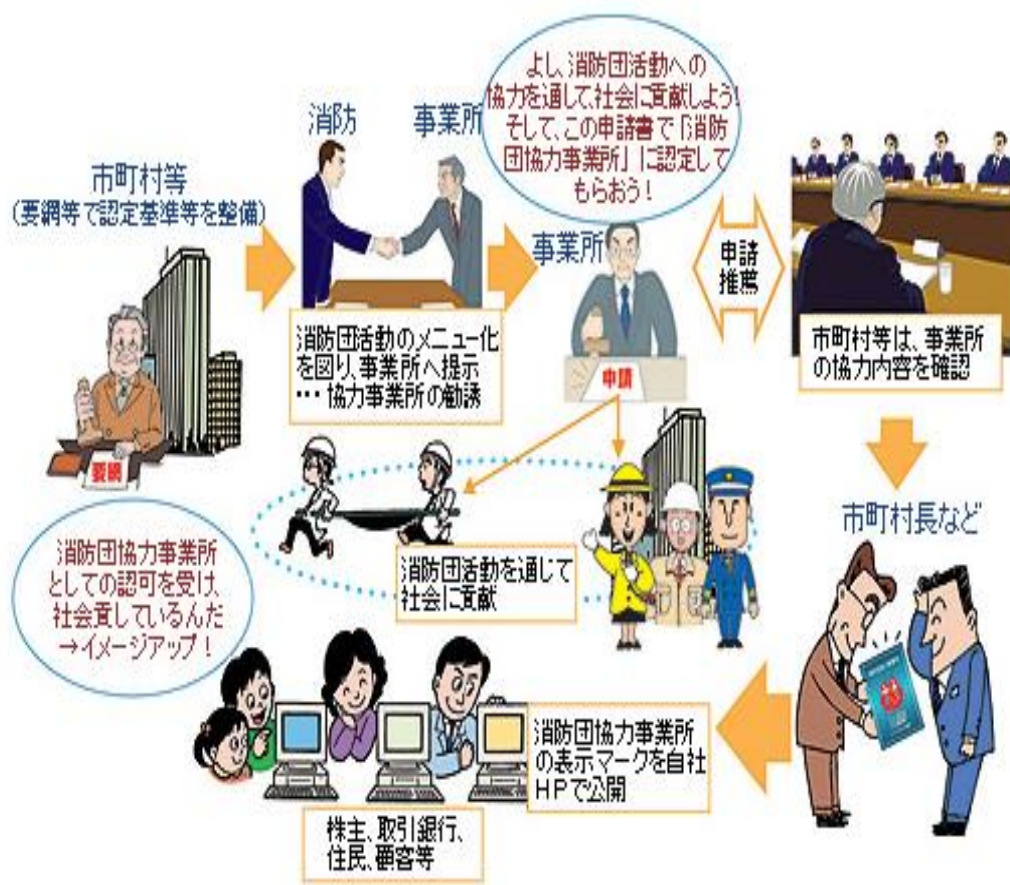 市町村等
（要綱等で認定基準等を整備）
要綱
消防
事業所
消防団活動のメニュー化
を図り、事業所へ提示
…協力事業所の勧誘
よし、消防団活動への
協力を通して、社会に貢献しよう!
そして、この申請書で「消防
団協力事業所」に認定して
もらおう！
事業所
申請
申請
推薦
市町村等は、事業所
の協力内容を確認
消防団活動を通じて
社会に貢献
市町村長など
消防団協力事業所
の表示マークを自社
ＨＰで公開
消防団協力事業所
としての認可を受け、
社会貢しているんだ
→イメージアップ！
株主、取引銀行、
住民、顧客等